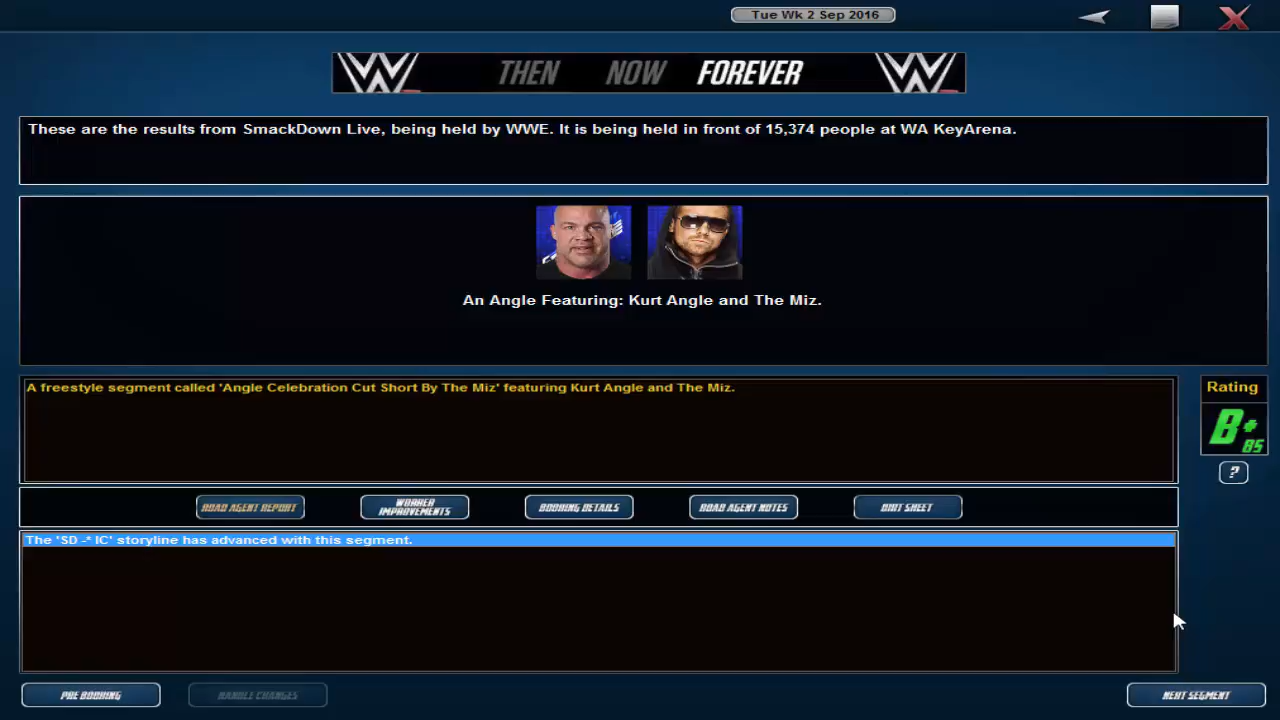 Tue Wk 2 Sep 2016
W THEN NOW FOREVER W
These are the results from SmackDown Live, being held by WWE. It is being held in front of 15,374 people at WA KeyArena.
An Angle Featuring: Kurt Angle and The Miz.
A freestyle segment called 'Angle Celebration Cut Short By The Miz' featuring Kurt Angle and The Miz.
Rating
B+
85
?
ROAD AGENT REPORT
WORKER IMPROVEMENTS
BOOKING DETAILS
ROAD AGENT NOTES
DIRT SHEET
The 'SD -* IC' storyline has advanced with this segment.
PRE BOOKING
HANDLE CHANGES
NEXT SEGMENT